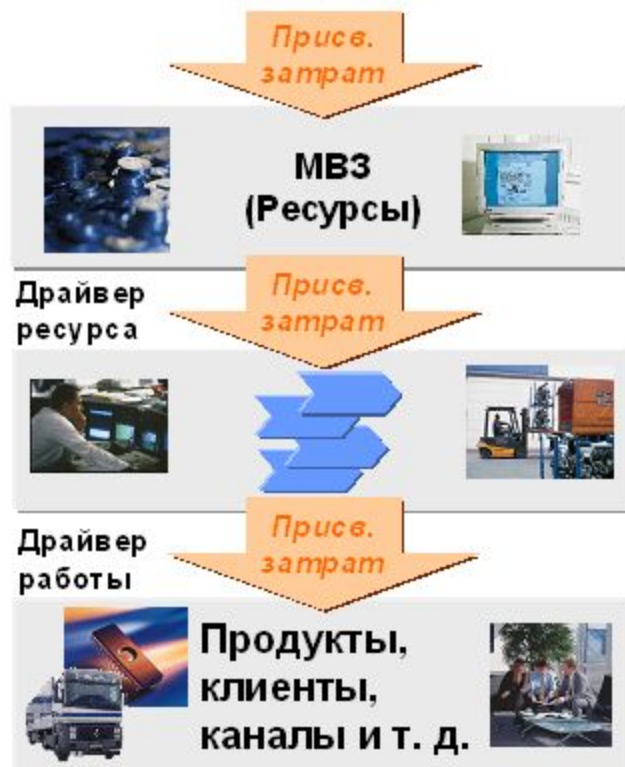 Присв.
затрат
МВЗ
(Ресурсы)
Драйвер
ресурса
Присв.
затрат
Драйвер
работы
Присв.
затрат
Продукты,
клиенты,
каналы и т. д.